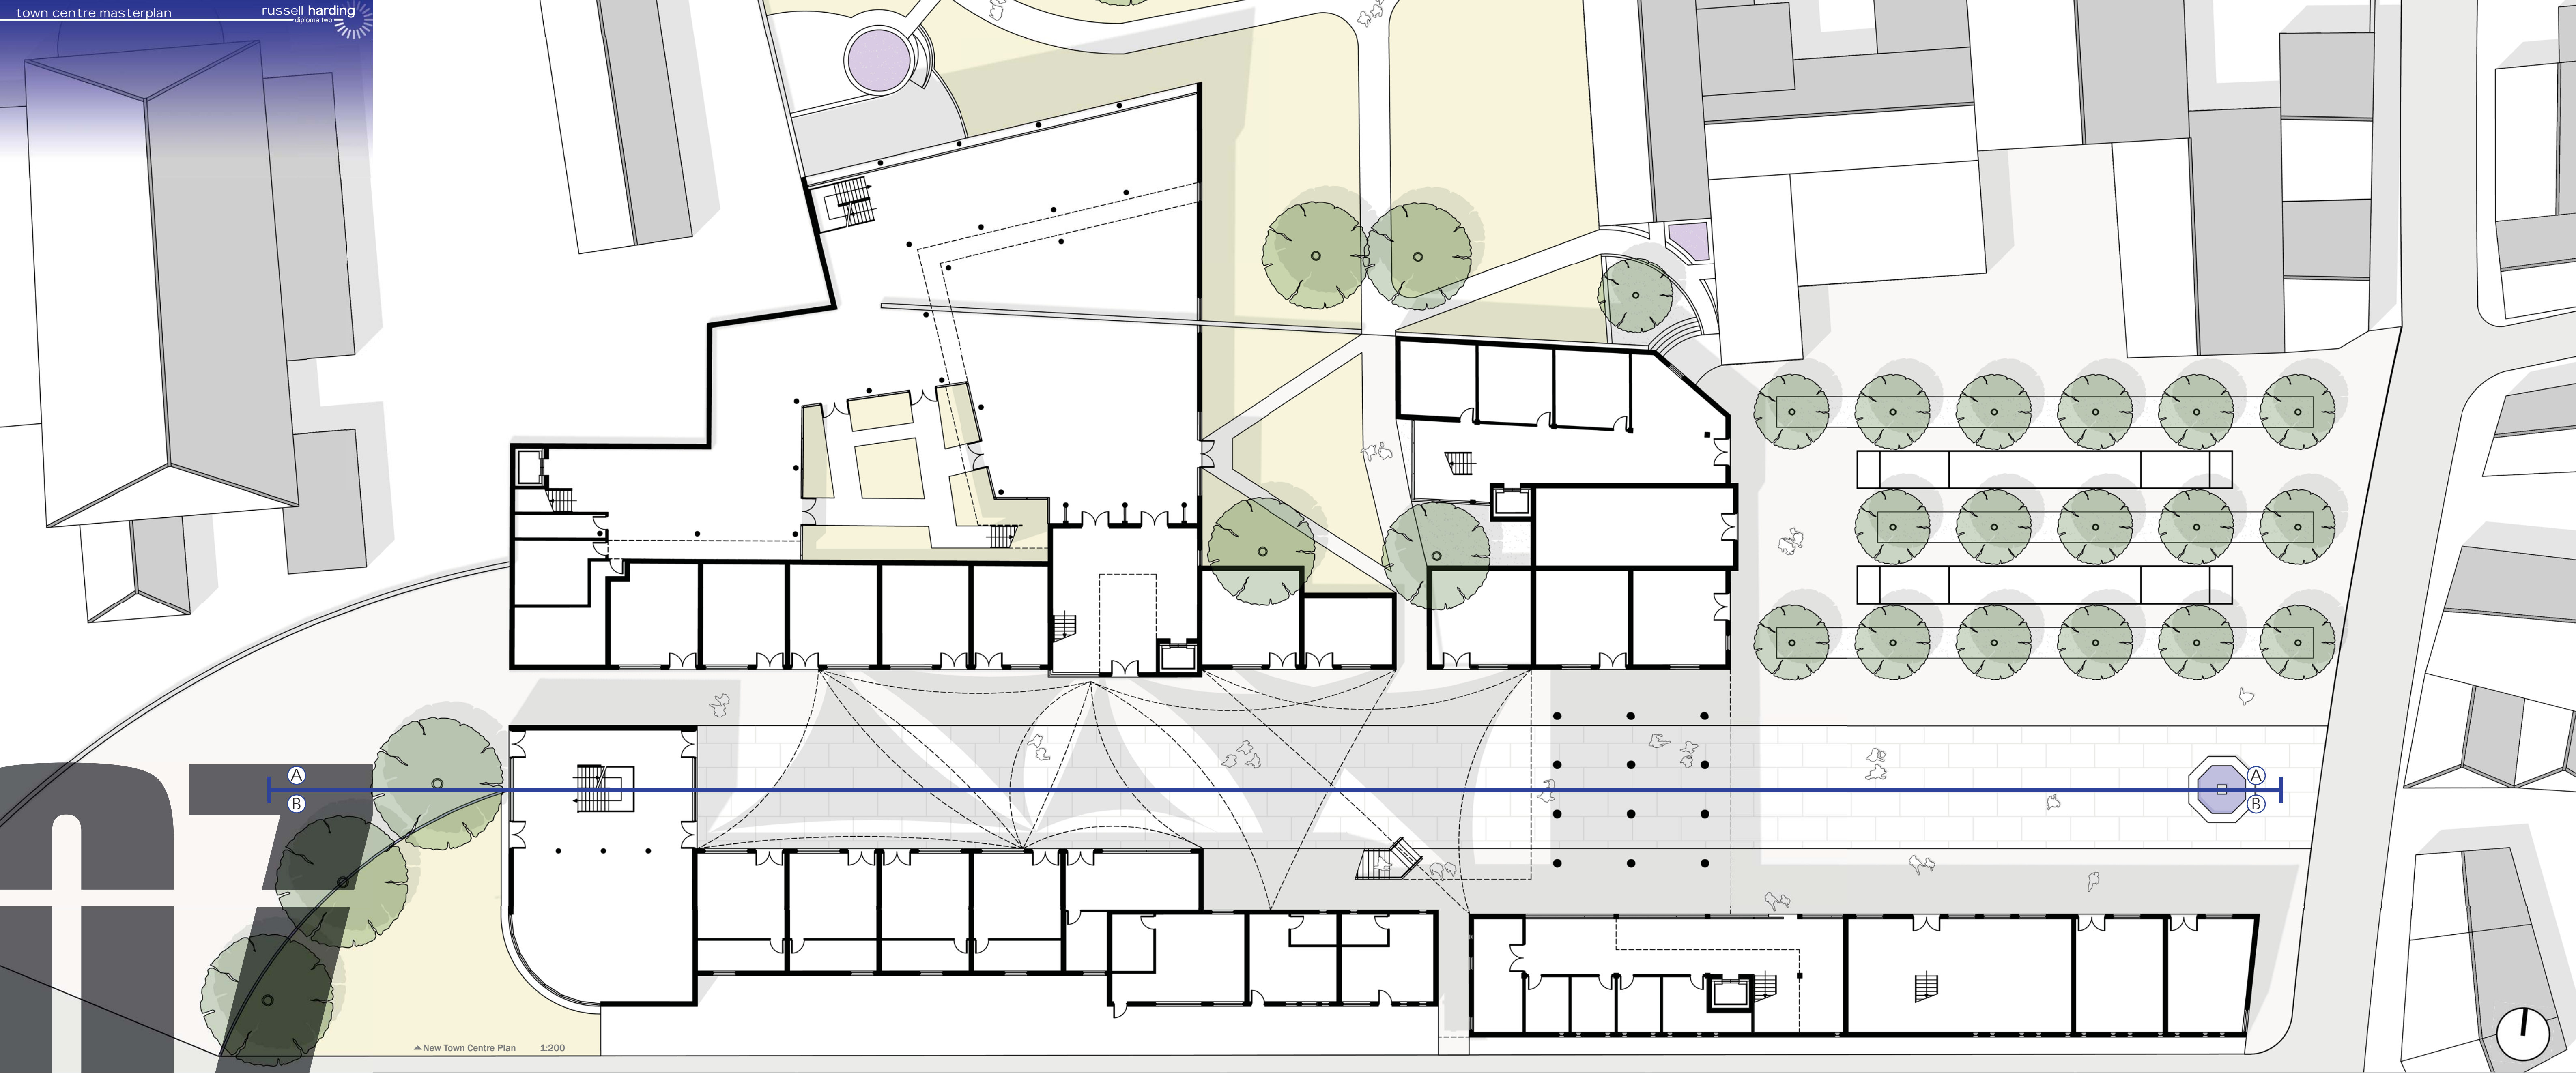 town centre masterplan
russell harding
diploma two
07
A
B
A
B
New Town Centre Plan 1:200